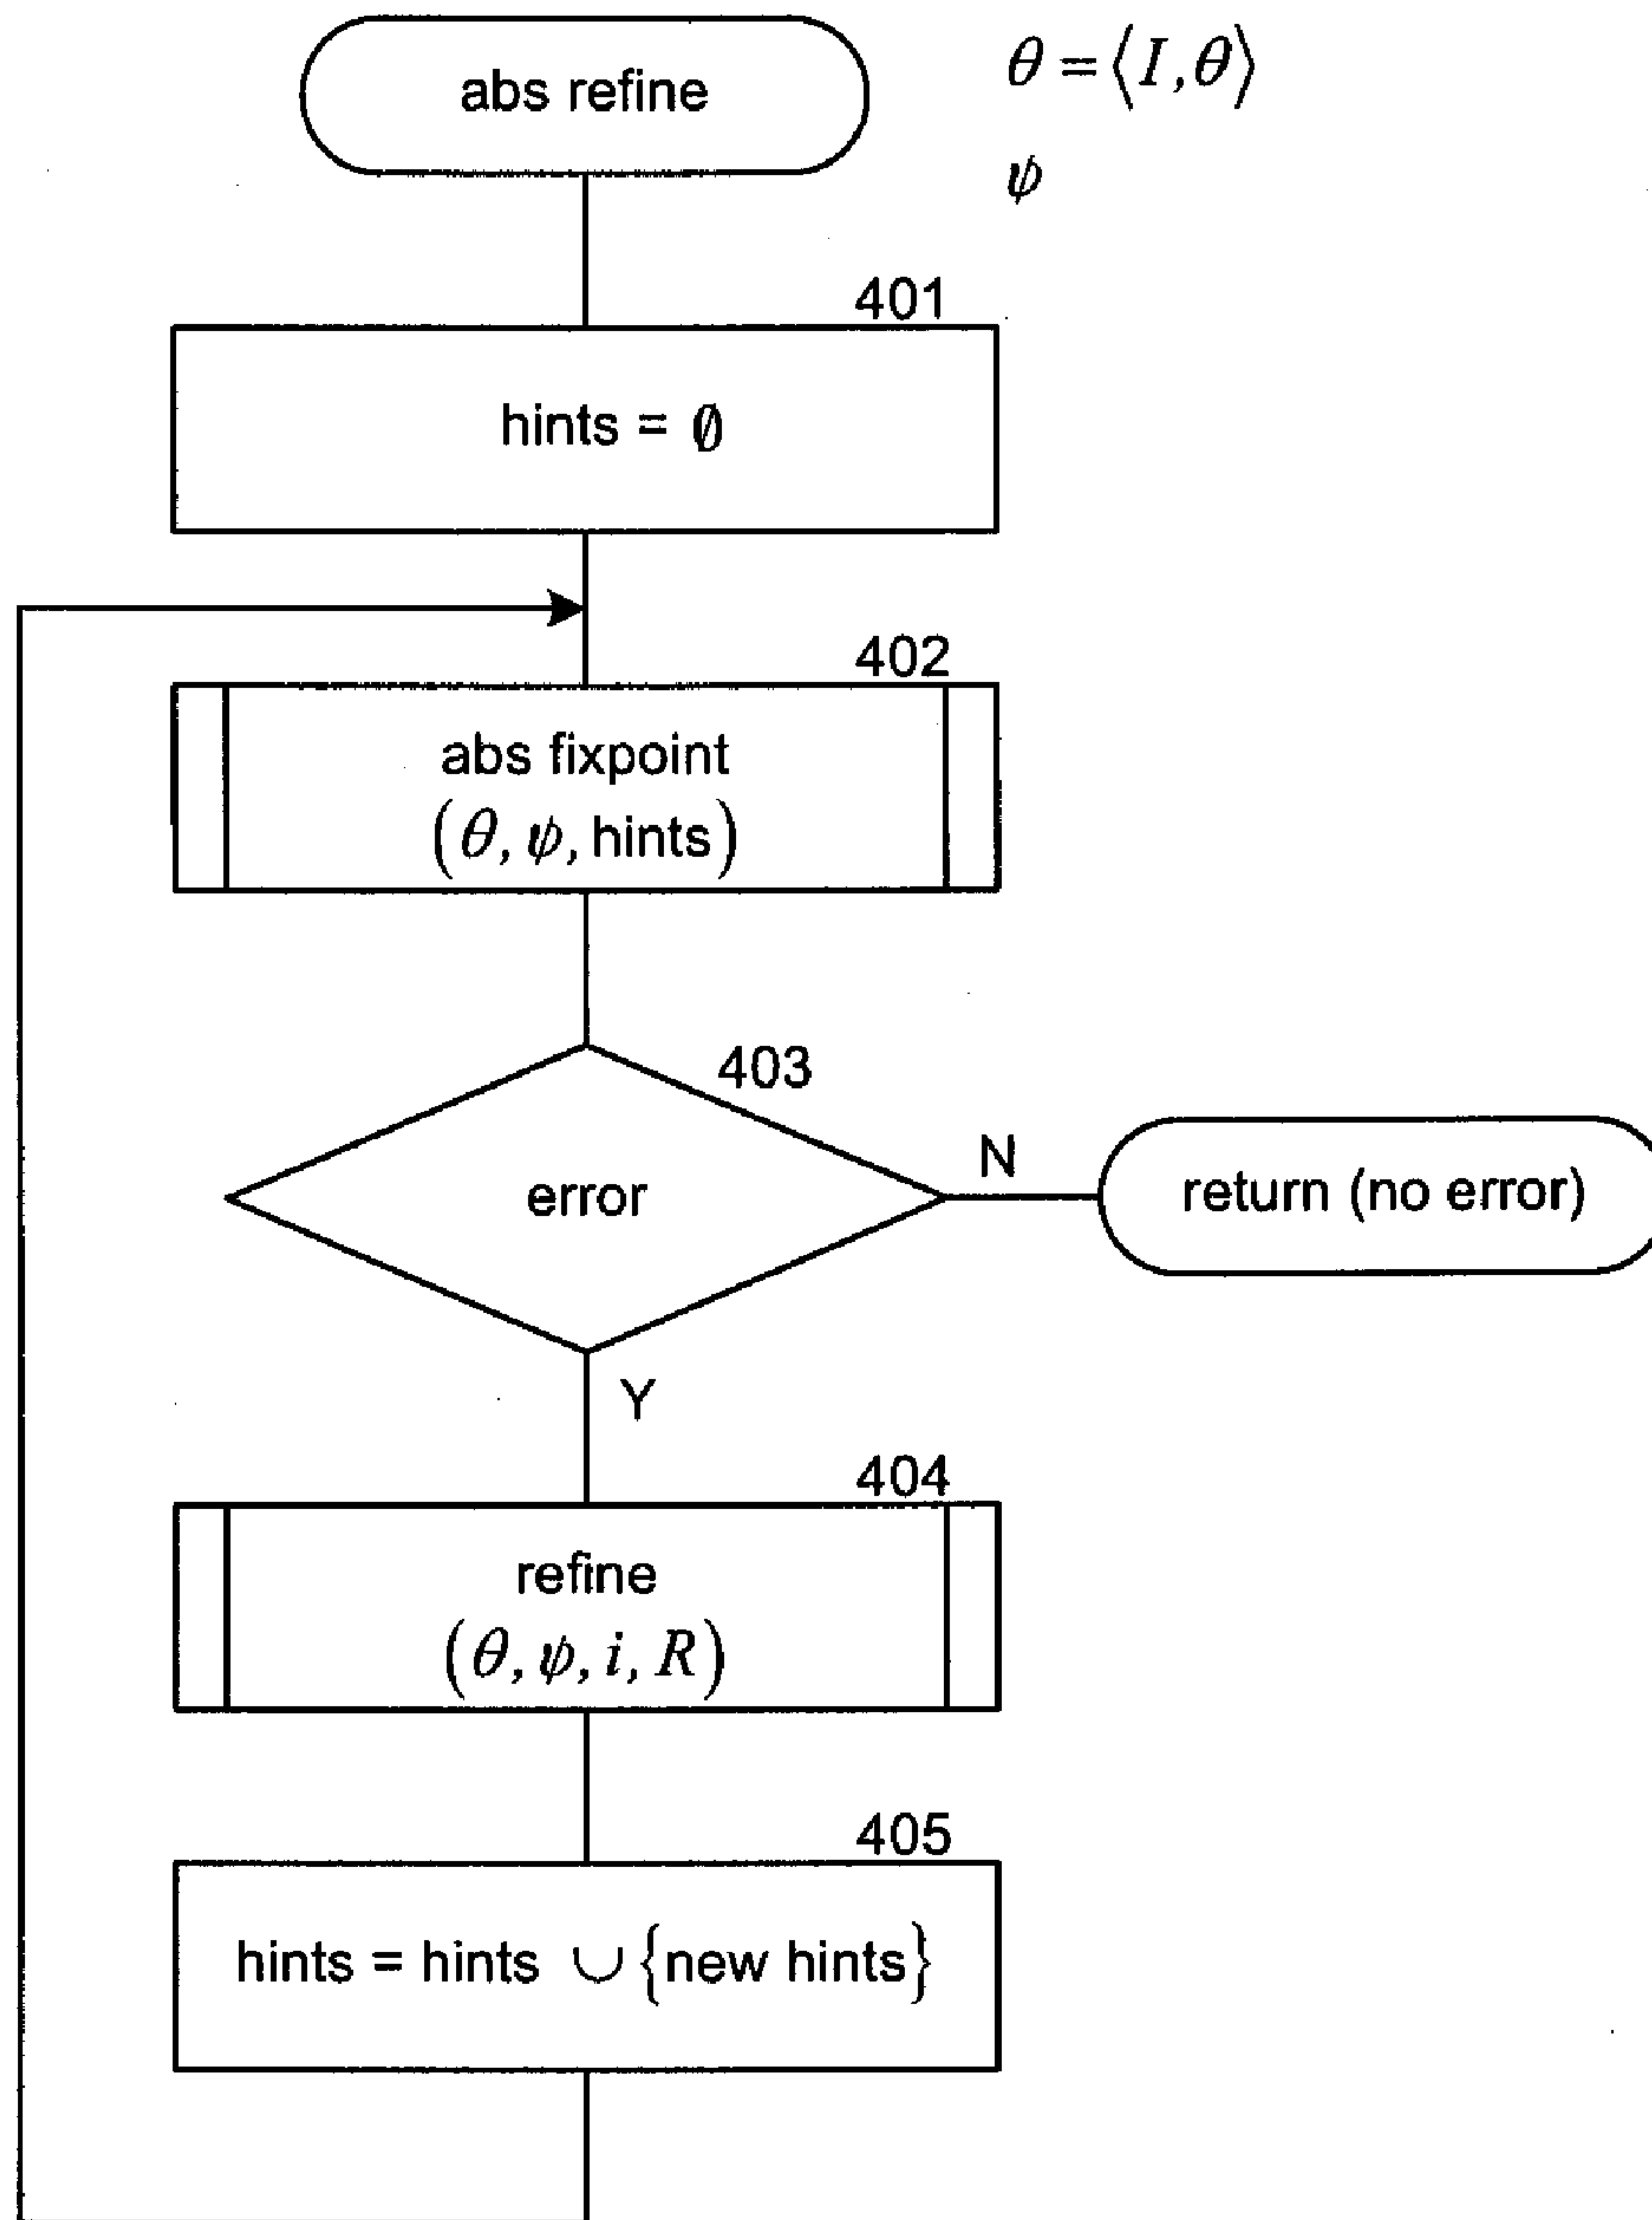 abs refine
θ = ⟨I, θ⟩
ψ
401
hints = ∅
402
abs fixpoint
(θ, ψ, hints)
403
error
N
return (no error)
Y
404
refine
(θ, ψ, i, R)
405
hints = hints ∪ {new hints}